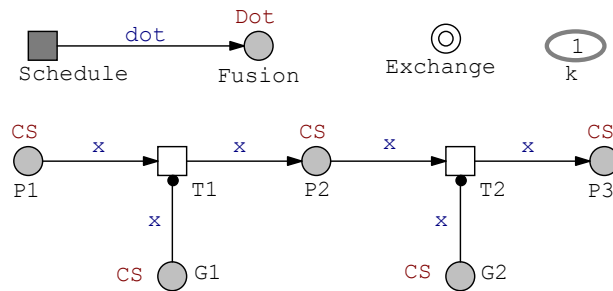 Dot
dot
1
Schedule
Fusion
Exchange
k
CS
CS
CS
x
x
x
x
P1
T1
P2
T2
P3
x
x
CS
G1
CS
G2